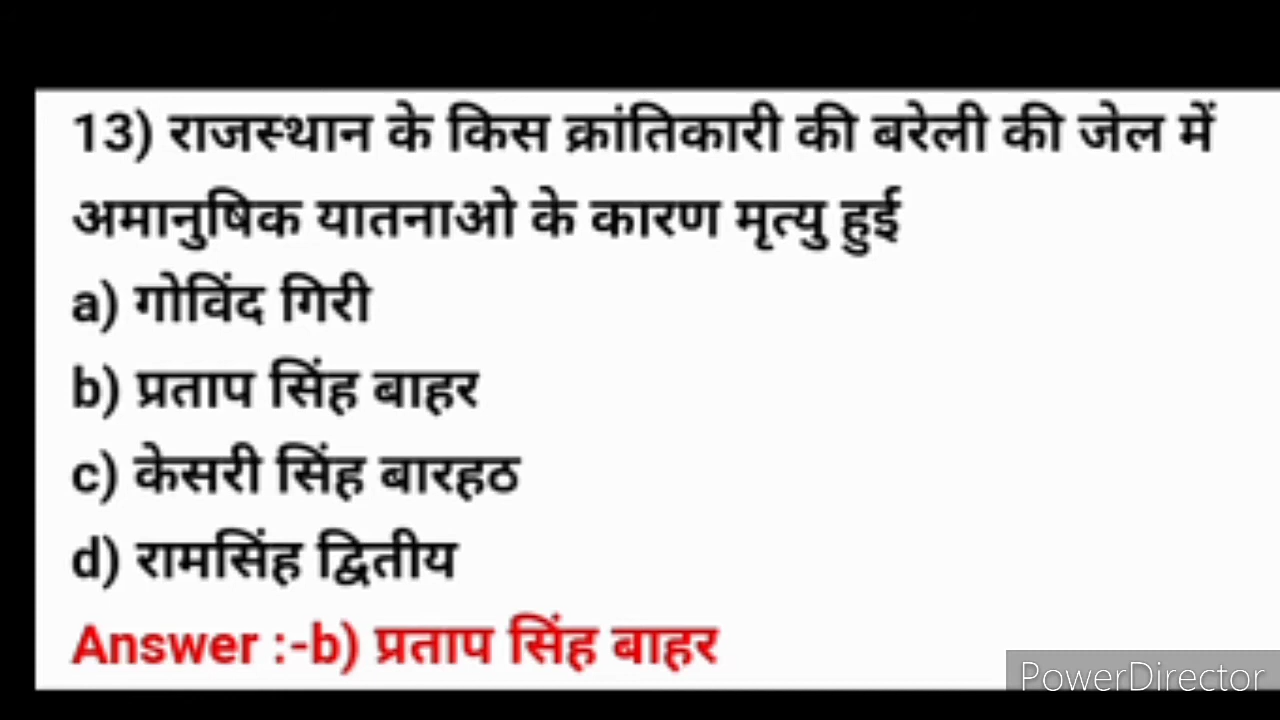 13) राजस्थान के किस क्रांतिकारी की बरेली की जेल में
अमानुषिक यातनाओ के कारण मृत्यु हुई
a) गोविंद गिरी
b) प्रताप सिंह बाहर
c) केसरी सिंह बारहठ
d) रामसिंह द्वितीय
Answer :-b) प्रताप सिंह बाहर
PowerDirector